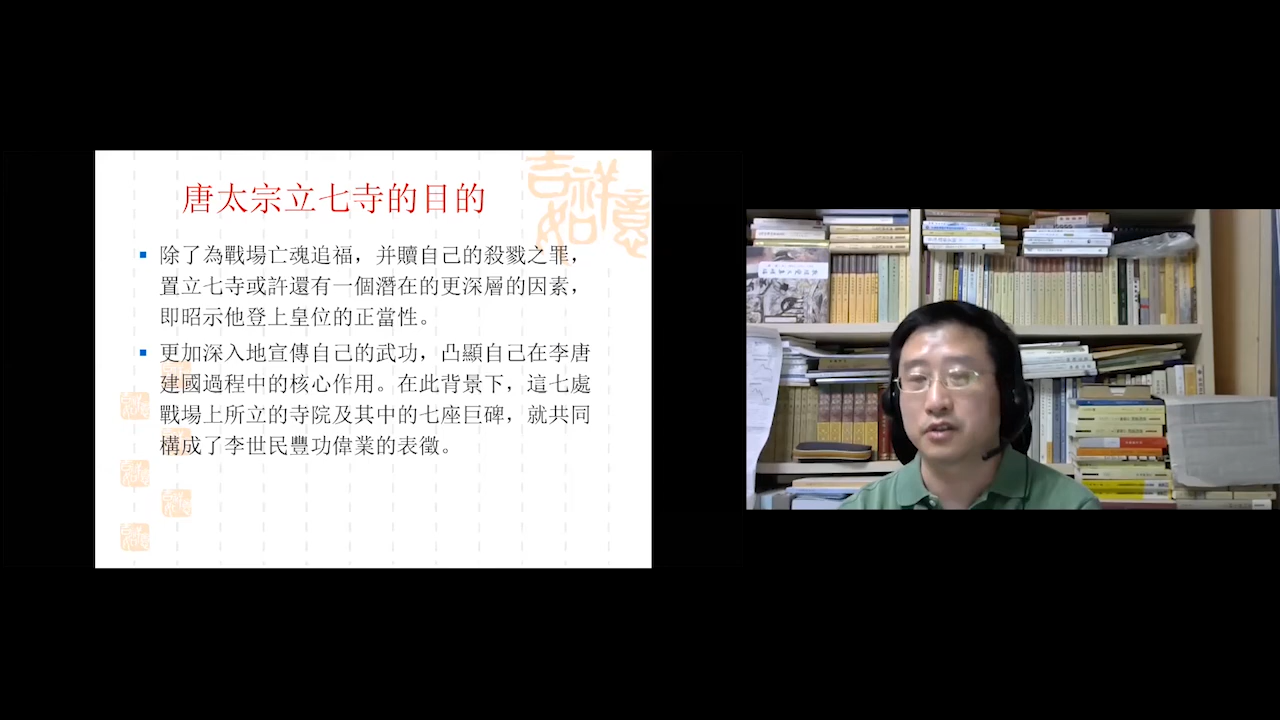 唐太宗立七寺的目的
除了為戰場亡魂追福，并贖自己的殺戮之罪，
置立七寺或許還有一個潛在的更深層的因素，
即昭示他登上皇位的正當性。
更加深入地宣傳自己的武功，凸顯自己在李唐
建國過程中的核心作用。在此背景下，這七處
戰場上所立的寺院及其中的七座巨碑，就共同
構成了李世民豐功偉業的表徵。
吉祥
如意